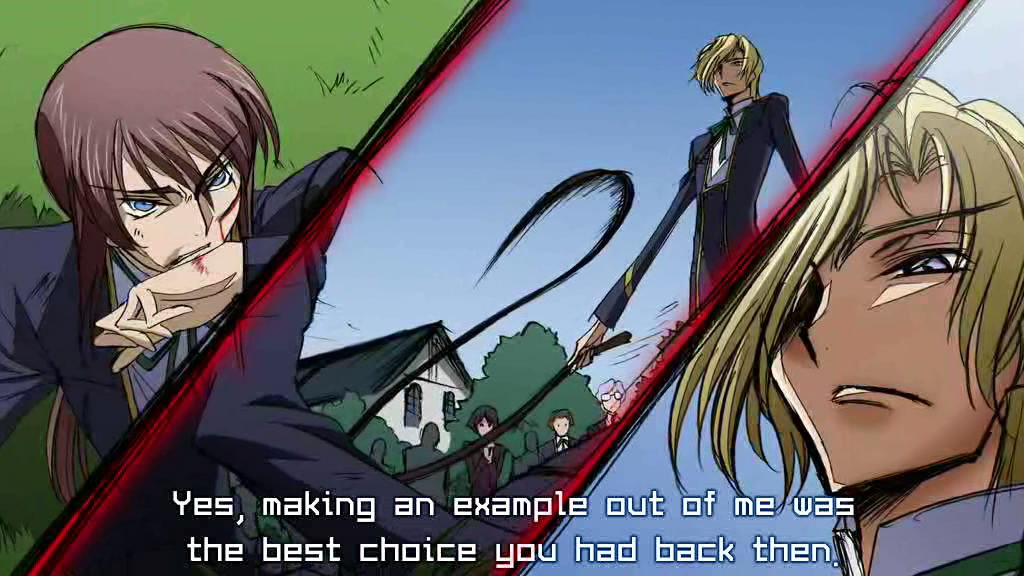 Yes, making an example out of me was
the best choice you had back then.